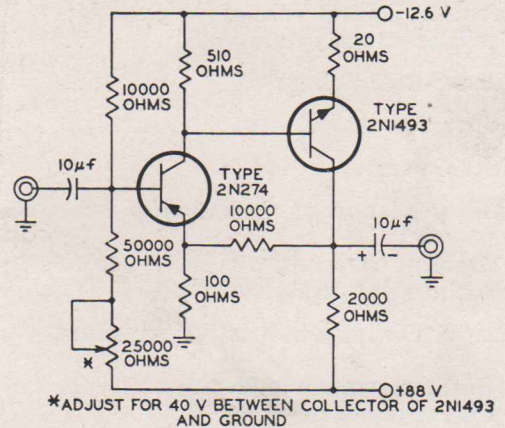 -12.6 V
510
OHMS
20
OHMS
10000
OHMS
TYPE
2N1493
10μf
TYPE
2N274
10000
OHMS
10μf
50000
OHMS
+ -
100
OHMS
2000
OHMS
25000
OHMS
*
+88 V
*ADJUST FOR 40 V BETWEEN COLLECTOR OF 2N1493
AND GROUND